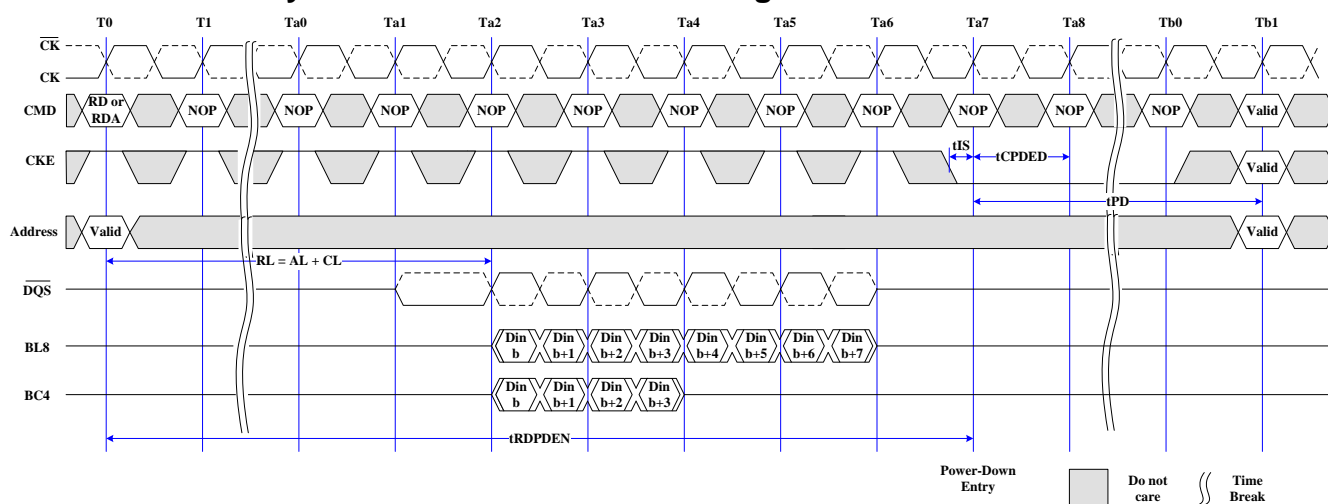 T0 T1 Ta0 Ta1 Ta2 Ta3 Ta4 Ta5 Ta6 Ta7 Ta8 Tb0 Tb1
CK
CK
CMD RD or RDA NOP NOP NOP NOP NOP NOP NOP NOP NOP NOP NOP Valid
CKE tIS tCPDED Valid
tPD
Address Valid Valid
RL = AL + CL
DQS
BL8 Din b Din b+1 Din b+2 Din b+3 Din b+4 Din b+5 Din b+6 Din b+7
BC4 Din b Din b+1 Din b+2 Din b+3
tRDPDEN
Power-Down Entry
Do not care
Time Break